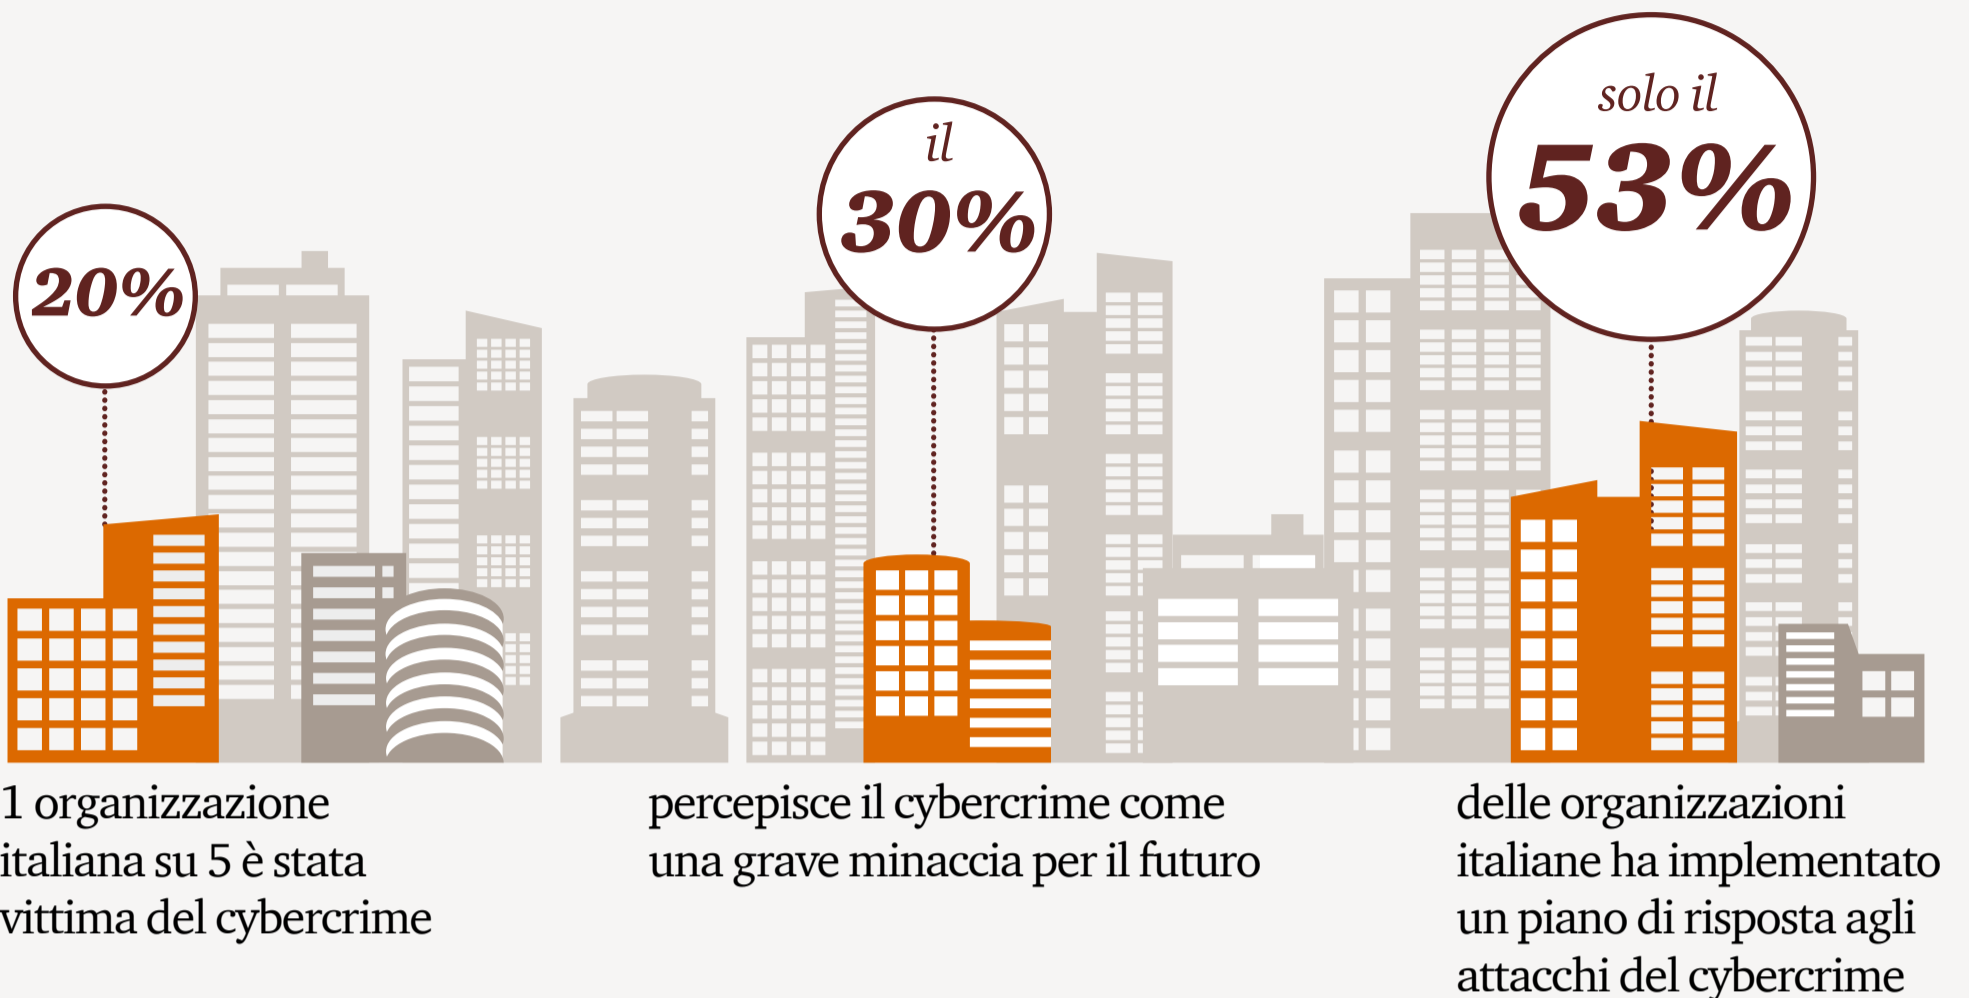 20%
1 organizzazione
italiana su 5 è stata
vittima del cybercrime
il
30%
percepisce il cybercrime come
una grave minaccia per il futuro
solo il
53%
delle organizzazioni
italiane ha implementato
un piano di risposta agli
attacchi del cybercrime